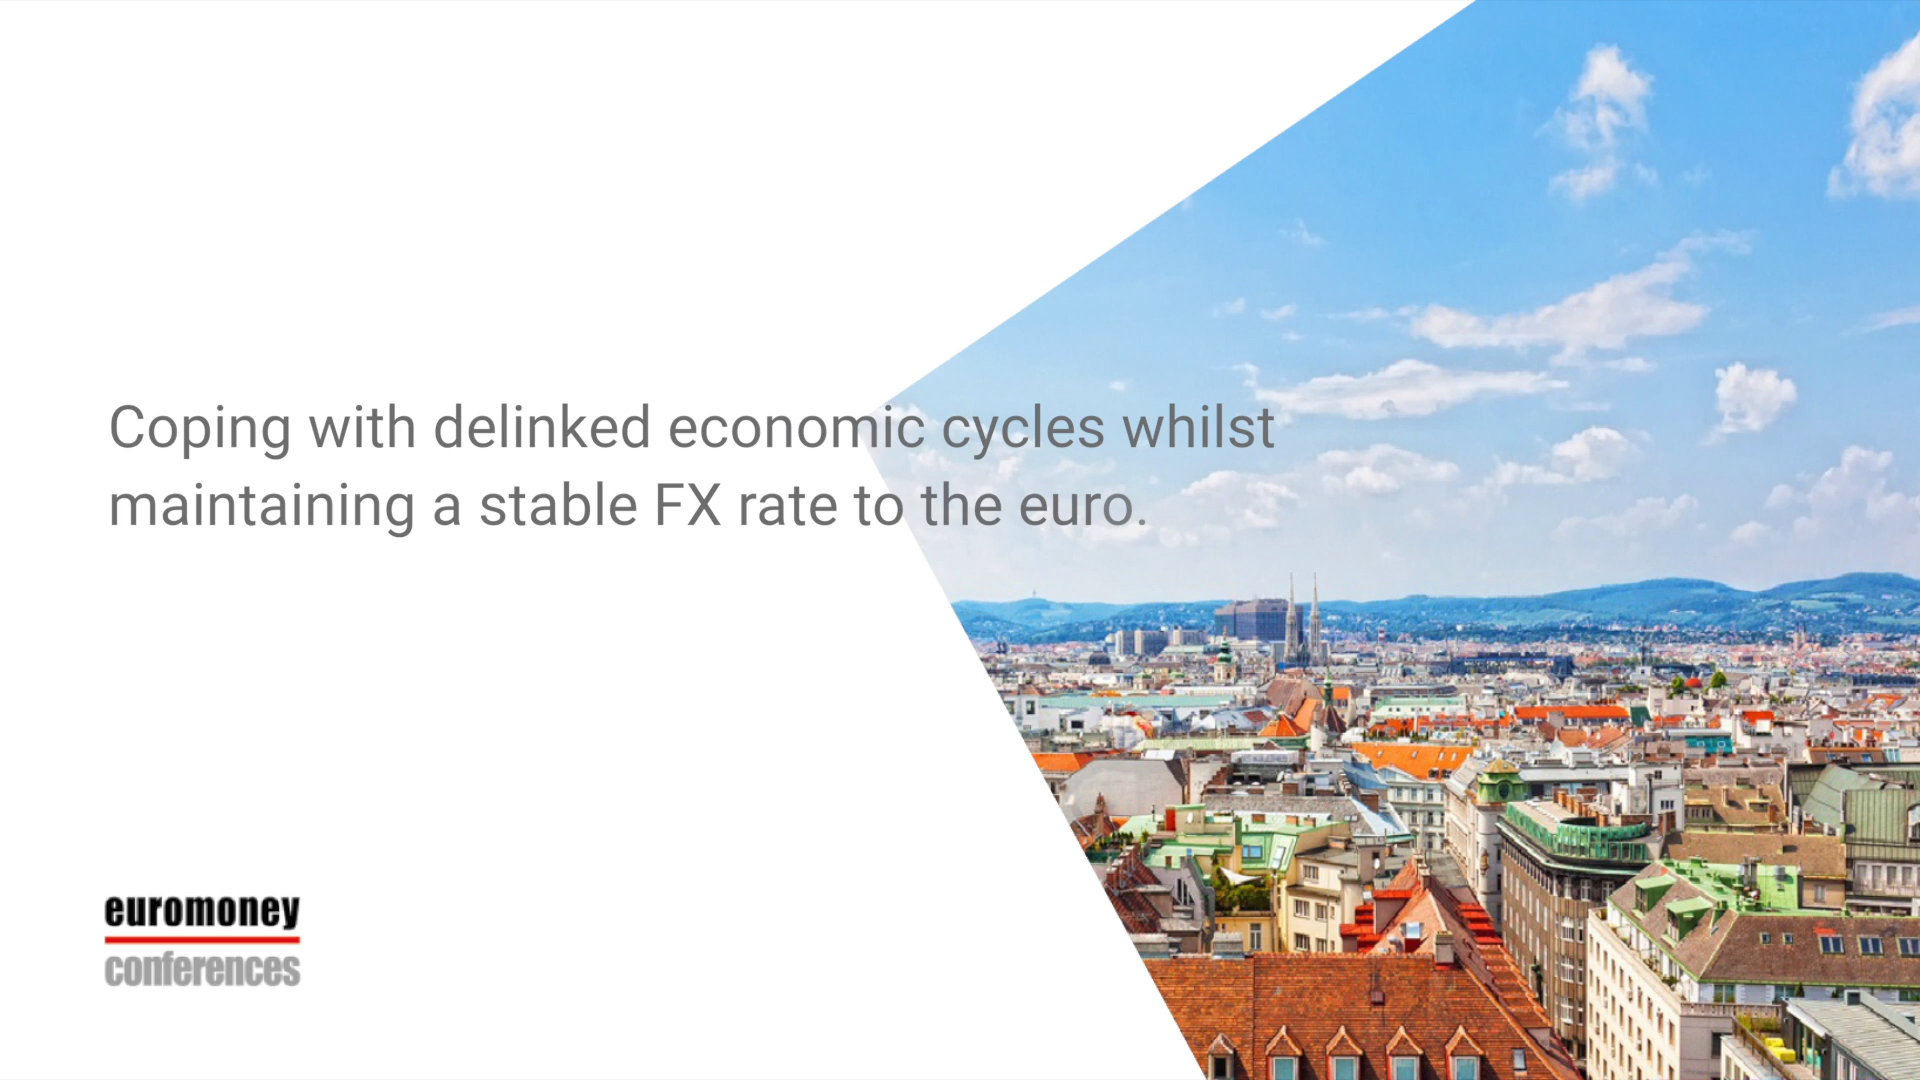 Coping with delinked economic cycles whilst
maintaining a stable FX rate to the euro.
euromoney
conferences